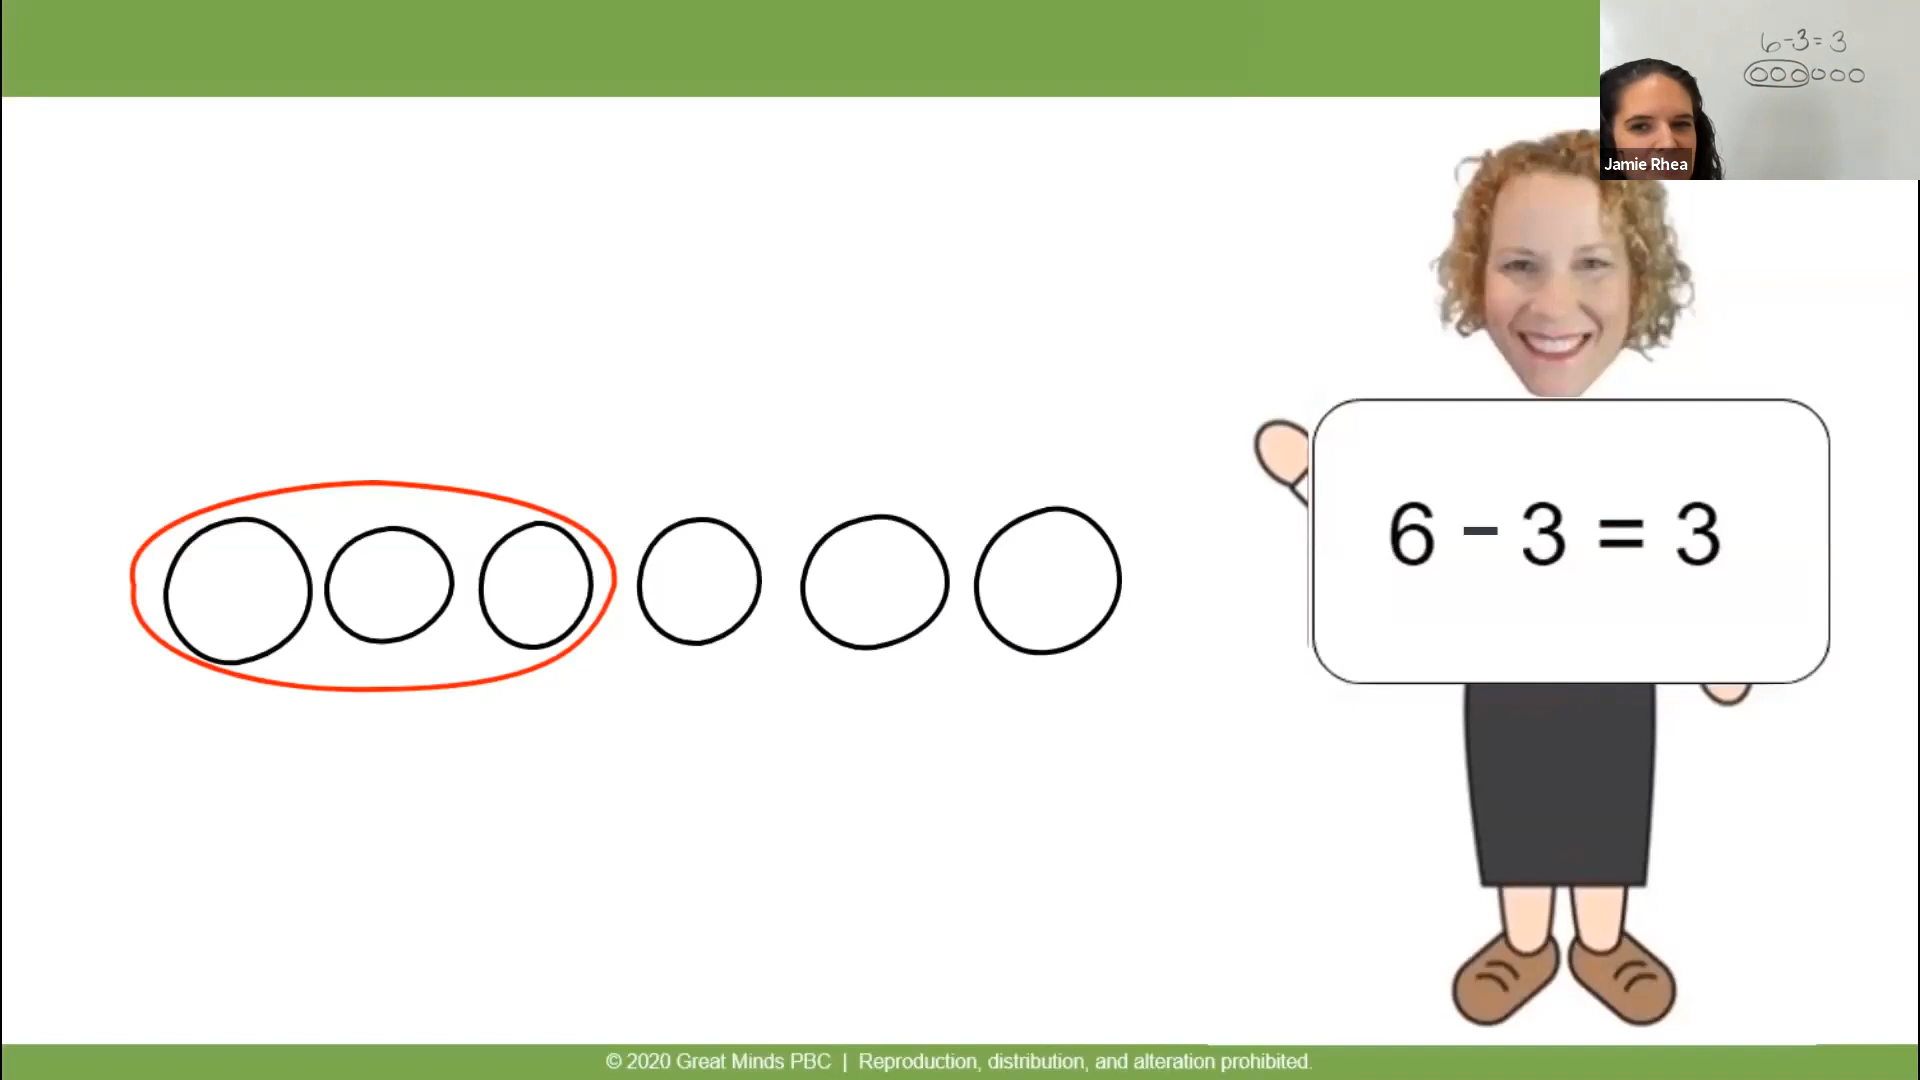 6-3=3
Jamie Rhea
6 - 3 = 3
© 2020 Great Minds PBC | Reproduction, distribution, and alteration prohibited.